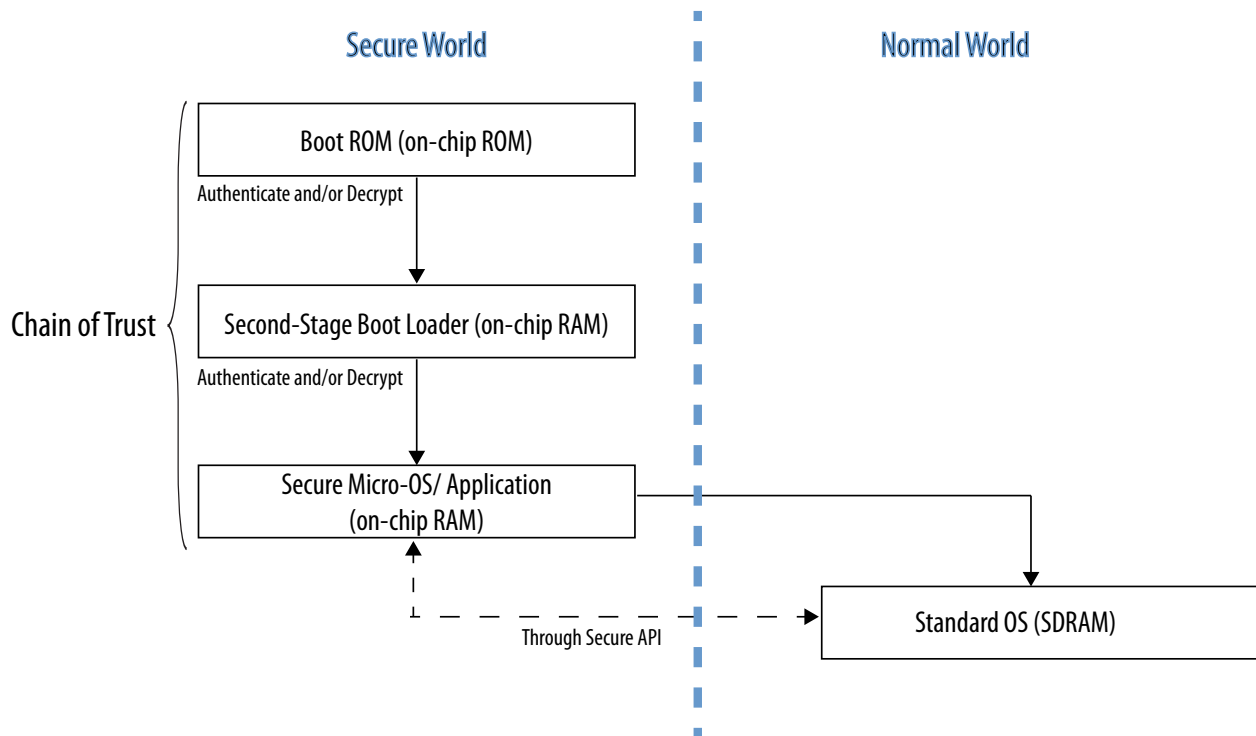 Secure World
Normal World
Boot ROM (on-chip ROM)
Authenticate and/or Decrypt
Chain of Trust
Second-Stage Boot Loader (on-chip RAM)
Authenticate and/or Decrypt
Secure Micro-OS/ Application
(on-chip RAM)
Standard OS (SDRAM)
Through Secure API